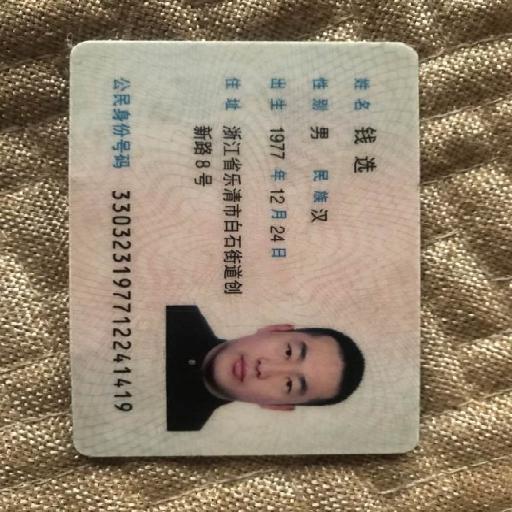 姓名 钱选
性别 男 民族 汉
出生 1977 年 12 月 24 日
住址 浙江省乐清市白石街道创
新路8号
公民身份号码 330323197712241419